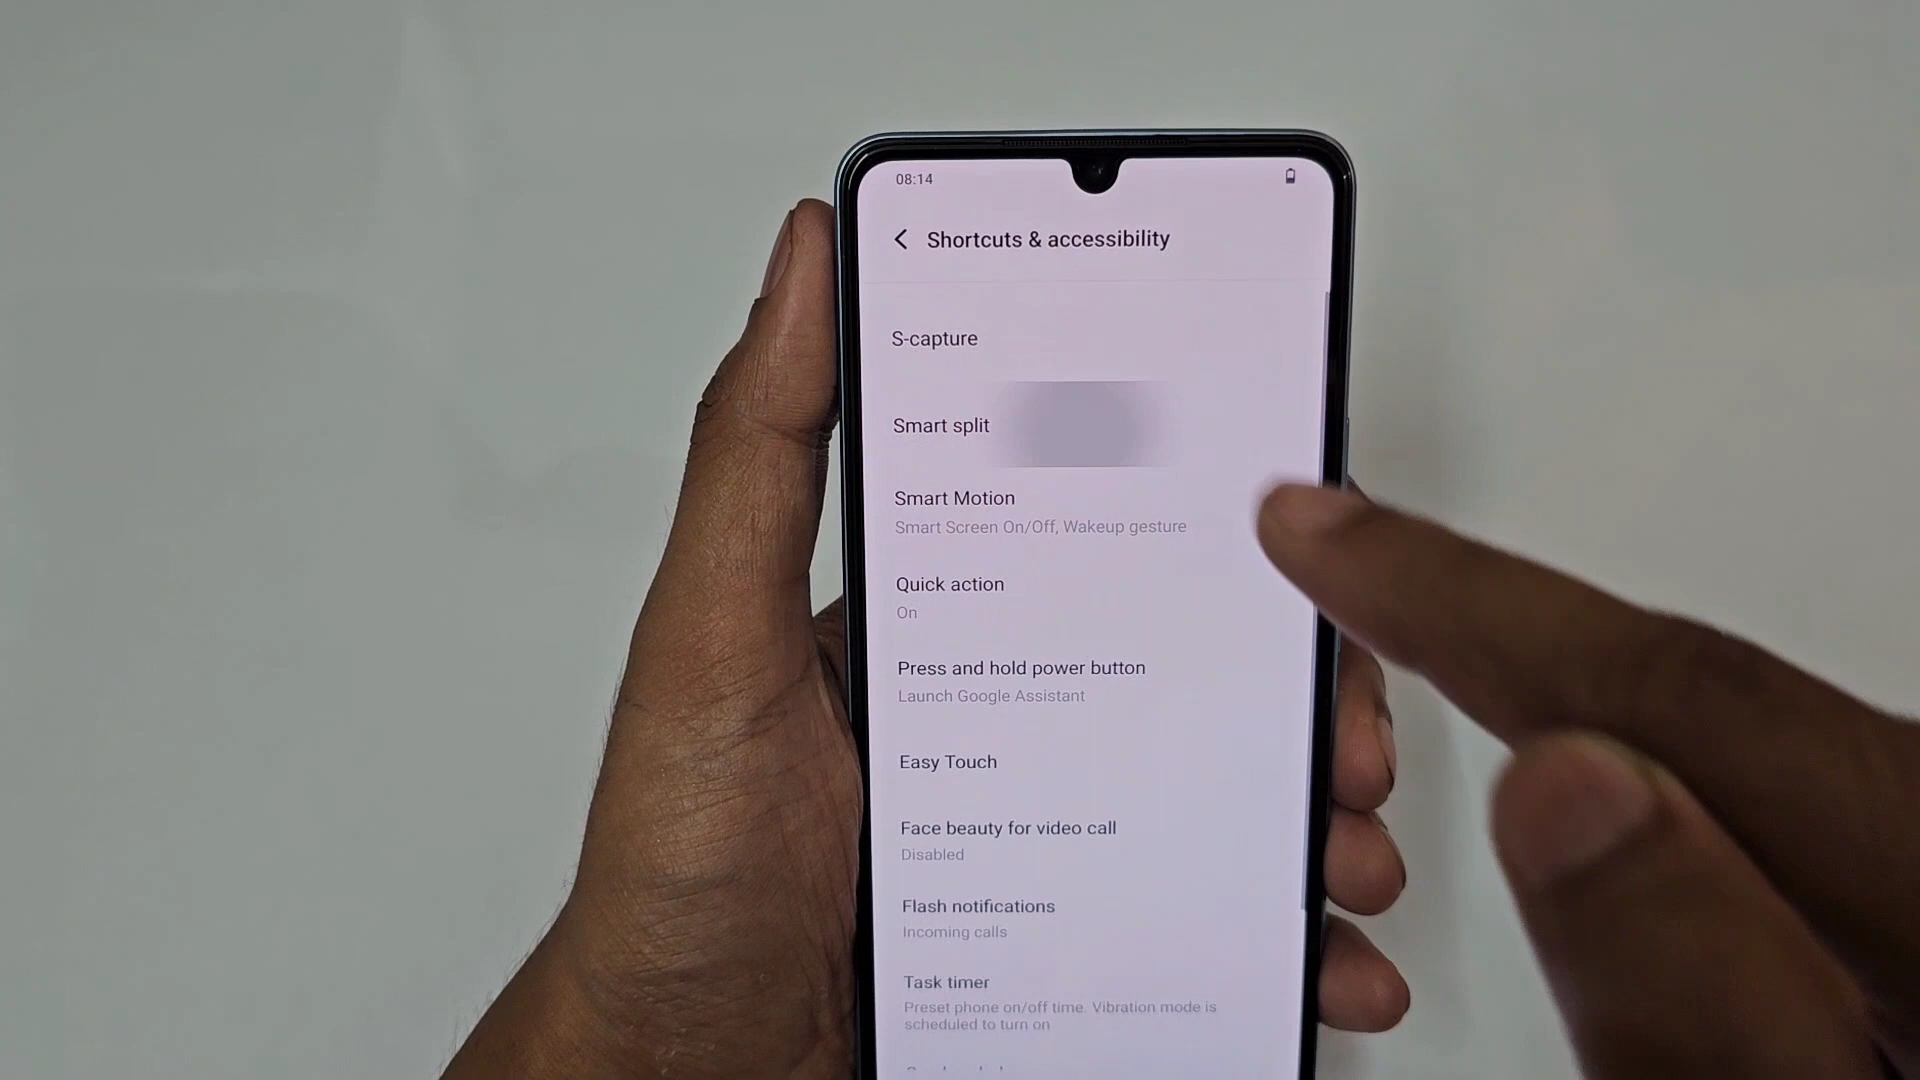 08:14
Shortcuts & accessibility
S-capture
Smart split
Smart Motion
Smart Screen On/Off, Wakeup gesture
Quick action
On
Press and hold power button
Launch Google Assistant
Easy Touch
Face beauty for video call
Disabled
Flash notifications
Incoming calls
Task timer
Preset phone on/off time. Vibration mode is
scheduled to turn on